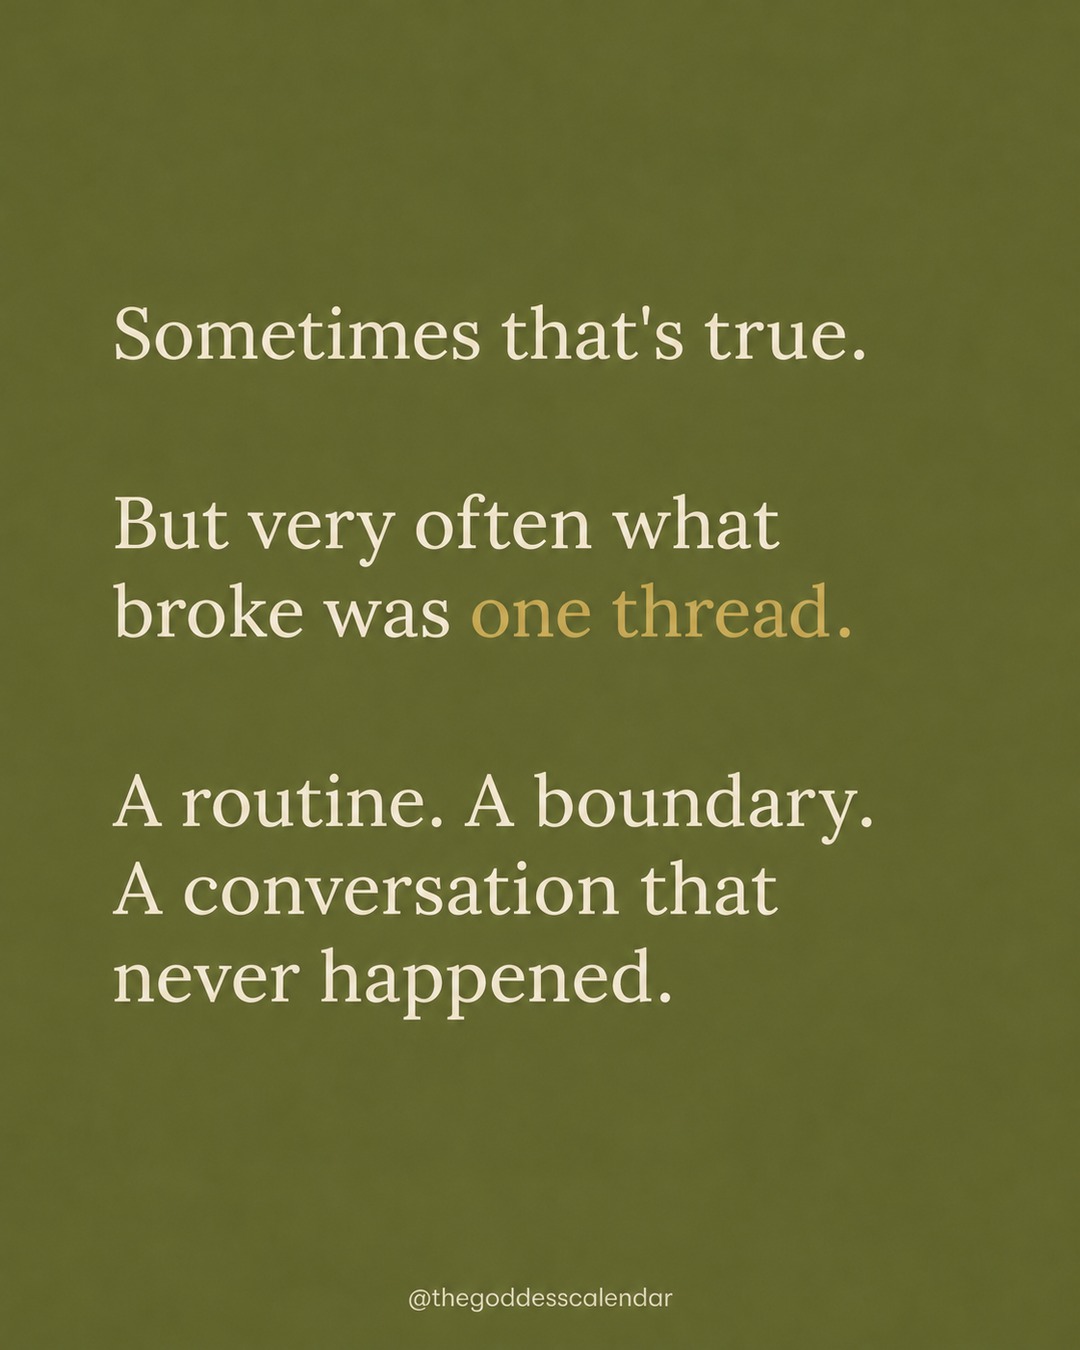 Sometimes that's true.
But very often what
broke was one thread.
A routine. A boundary.
A conversation that
never happened.
@thegoddesscalendar